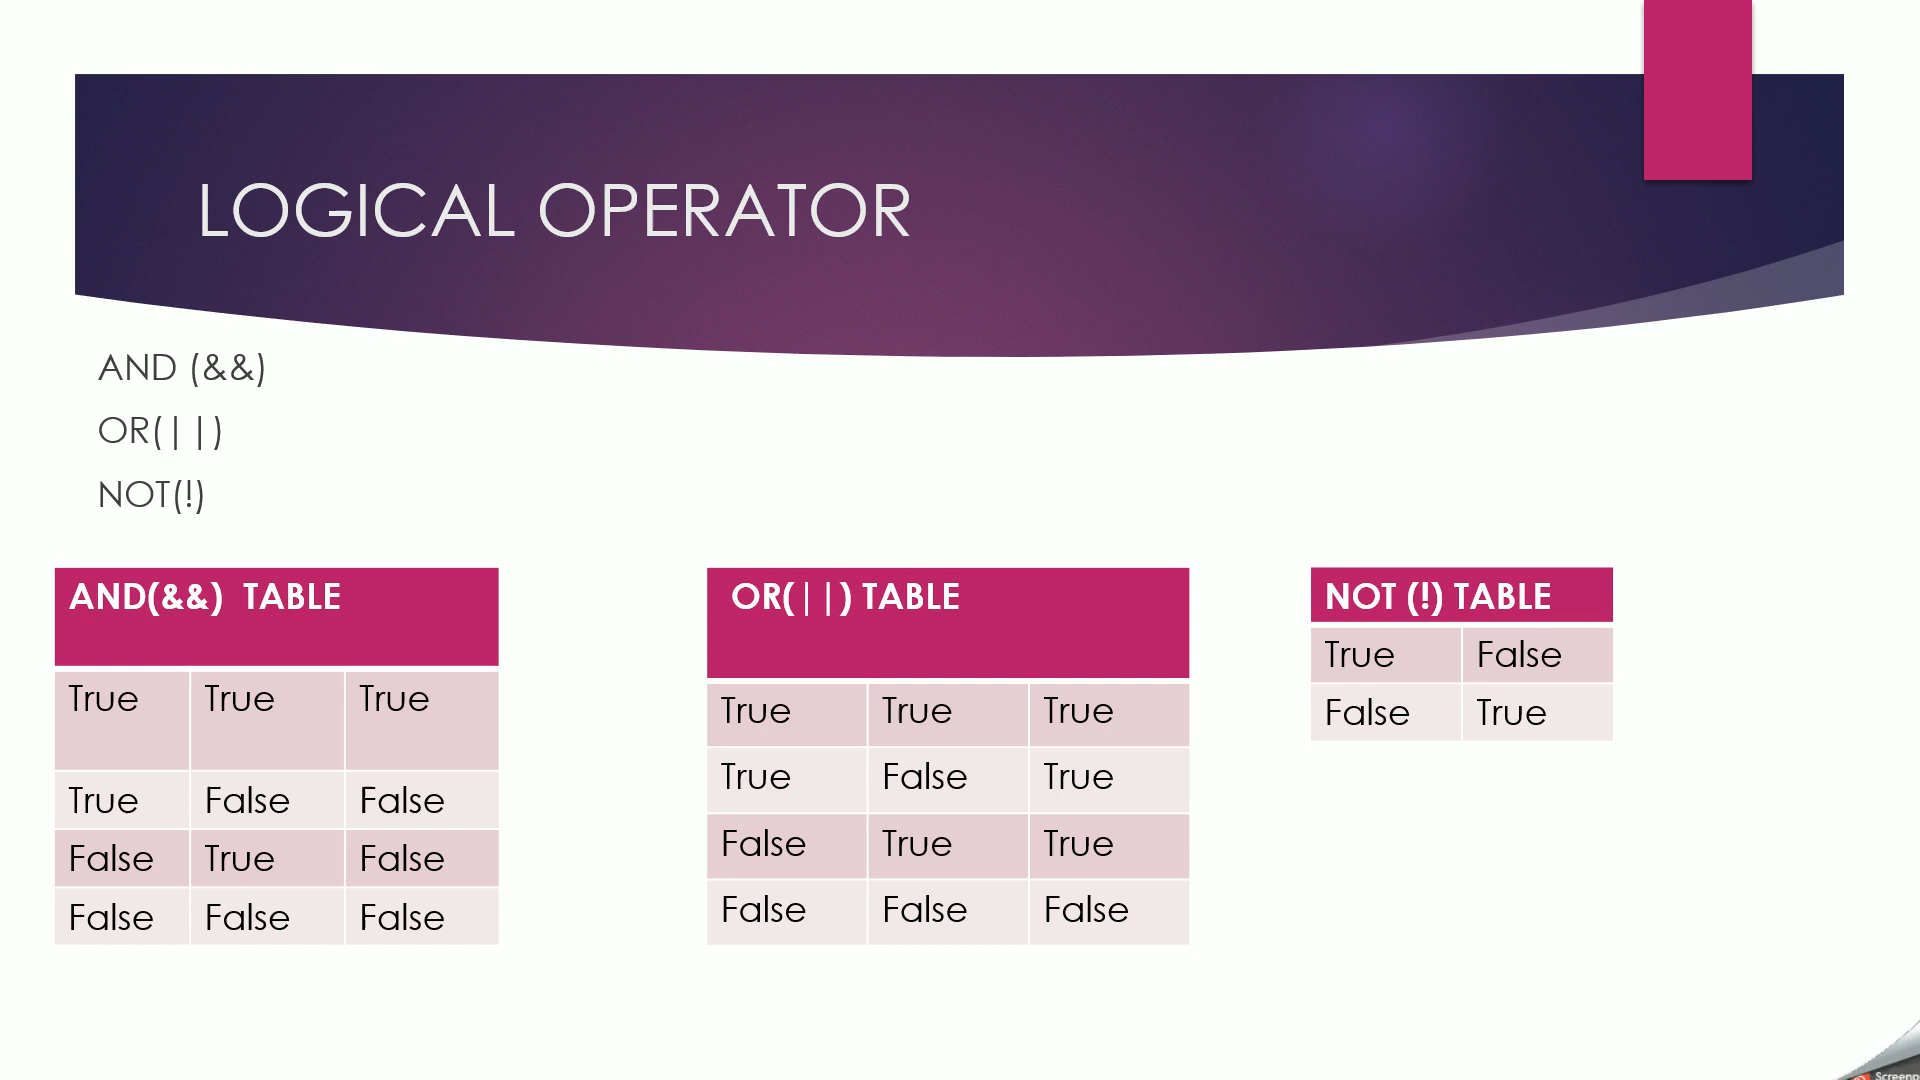 LOGICAL OPERATOR
AND (&&)
OR(||)
NOT(!)
AND(&&) TABLE
True True True
True False False
False True False
False False False
OR(||) TABLE
True True True
True False True
False True True
False False False
NOT (!) TABLE
True False
False True